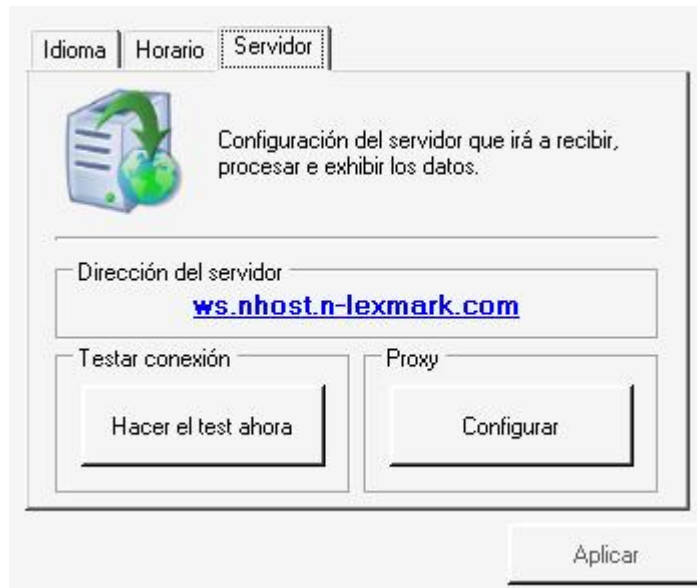 Idioma
Horario
Servidor
Configuración del servidor que irá a recibir,
procesar e exhibir los datos.
Dirección del servidor
ws.nhost.n-lexmark.com
Testar conexión
Proxy
Hacer el test ahora
Configurar
Aplicar